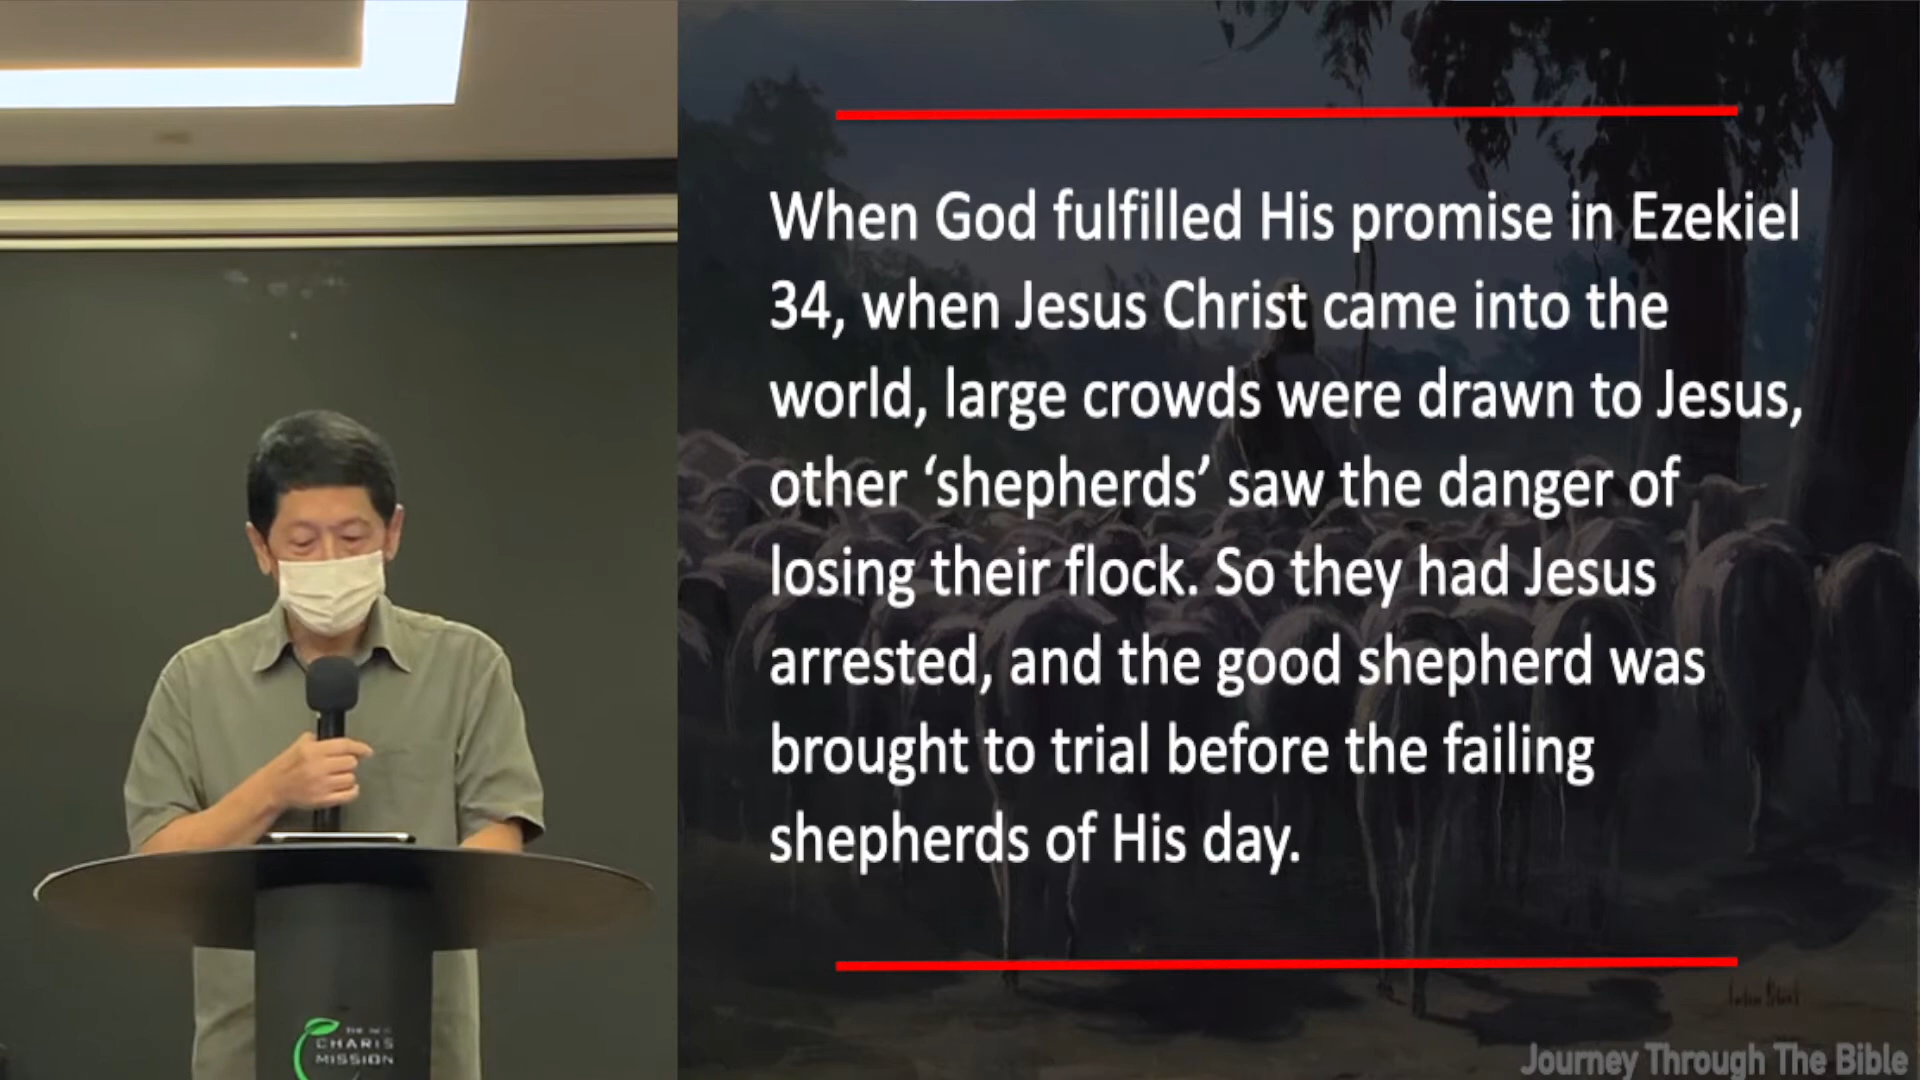 When God fulfilled His promise in Ezekiel
34, when Jesus Christ came into the
world, large crowds were drawn to Jesus,
other ‘shepherds’ saw the danger of
losing their flock. So they had Jesus
arrested, and the good shepherd was
brought to trial before the failing
shepherds of His day.
CHARIS
MISSION
Journey Through The Bible